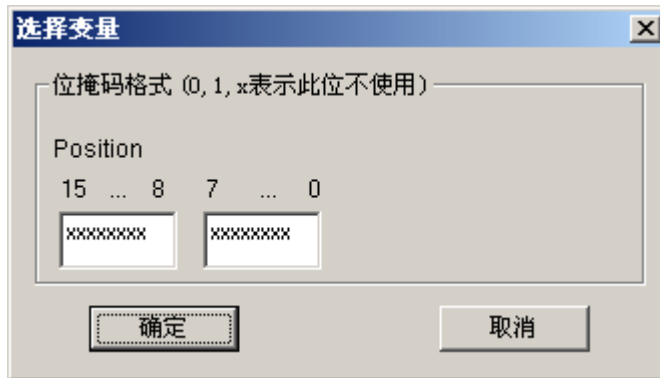 选择变量
位掩码格式 (0, 1, x表示此位不使用)
Position
15 ... 8 7 ... 0
xxxxxxxx xxxxxxxx
确定 取消